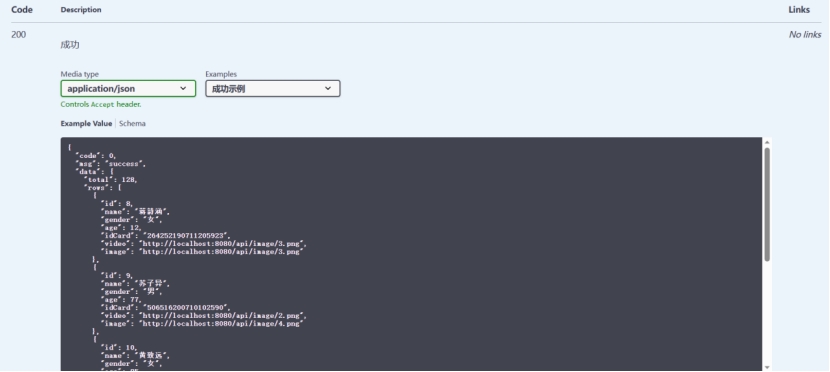 Code Description Links
200 成功 No links
Media type Examples
application/json 成功示例
Controls Accept header.
Example Value Schema
{
"code": 0,
"msg": "success",
"data": {
"total": 128,
"rows": [
{
"id": 8,
"name": "丽诗涵",
"gender": "女",
"age": 12,
"idCard": "264252190711205923",
"video": "http://localhost:8080/api/image/3.png",
"image": "http://localhost:8080/api/image/3.png"
},
{
"id": 9,
"name": "苏子异",
"gender": "男",
"age": 77,
"idCard": "506516200710102590",
"video": "http://localhost:8080/api/image/2.png",
"image": "http://localhost:8080/api/image/4.png"
},
{
"id": 10,
"name": "黄致远",
"gender": "女",